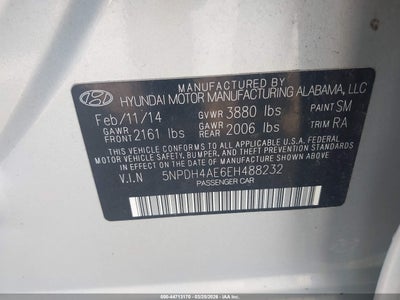 MANUFACTURED BY
HYUNDAI MOTOR MANUFACTURING ALABAMA, LLC
Feb/11/14 GVWR 3880 lbs PAINT SM
GAWR FRONT 2161 lbs GAWR REAR 2006 lbs TRIM RA
THIS VEHICLE CONFORMS TO ALL APPLICABLE FEDERAL MOTOR VEHICLE
SAFETY, BUMPER, AND THEFT PREVENTION STANDARDS IN
EFFECT ON THE DATE OF MANUFACTURE SHOWN ABOVE.
V.I.N 5NPDH4AE6EH488232
PASSENGER CAR